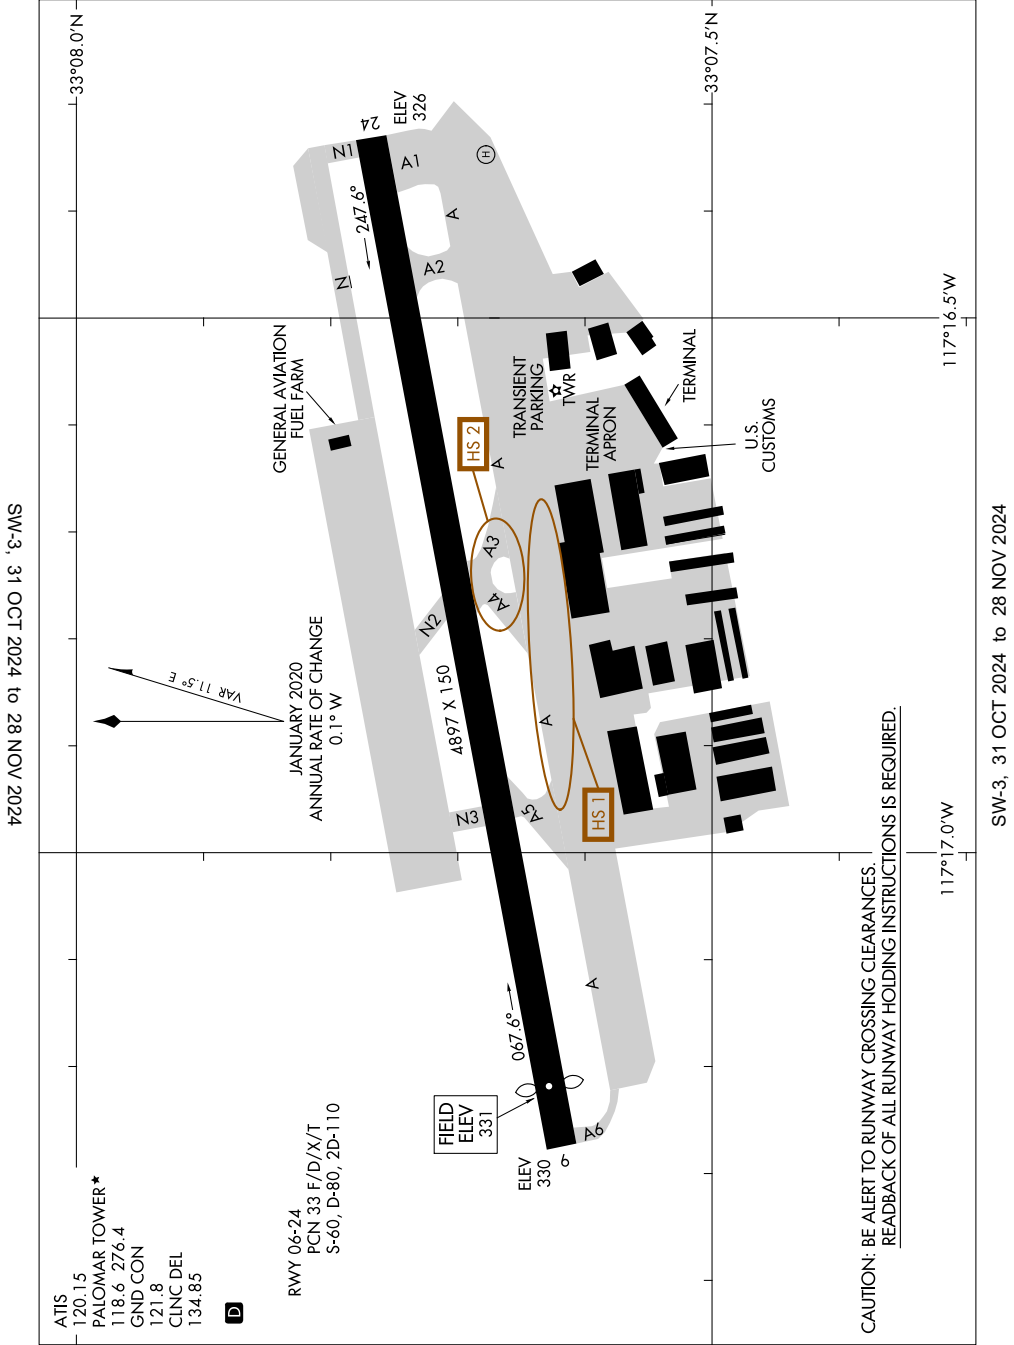 ATIS
120.15
PALOMAR TOWER★
118.6 276.4
GND CON
121.8
CLNC DEL
134.85
D
RWY 06-24
PCN 33 F/D/X/T
S-60, D-80, 2D-110
33°08.0'N
33°07.5'N
117°16.5'W
117°17.0'W
JANUARY 2020
ANNUAL RATE OF CHANGE
0.1° W
VAR 11.5° E
GENERAL AVIATION
FUEL FARM
ELEV
326
24
247.6°
N1
N
N2
N3
A1
A
A2
H
HS 2
A
A3
A4
A
A5
HS 1
A
A6
4897 X 150
067.6°
FIELD
ELEV
331
ELEV
330
6
TRANSIENT
PARKING
TWR
TERMINAL
APRON
TERMINAL
U.S.
CUSTOMS
CAUTION: BE ALERT TO RUNWAY CROSSING CLEARANCES.
READBACK OF ALL RUNWAY HOLDING INSTRUCTIONS IS REQUIRED.
SW-3, 31 OCT 2024 to 28 NOV 2024
SW-3, 31 OCT 2024 to 28 NOV 2024